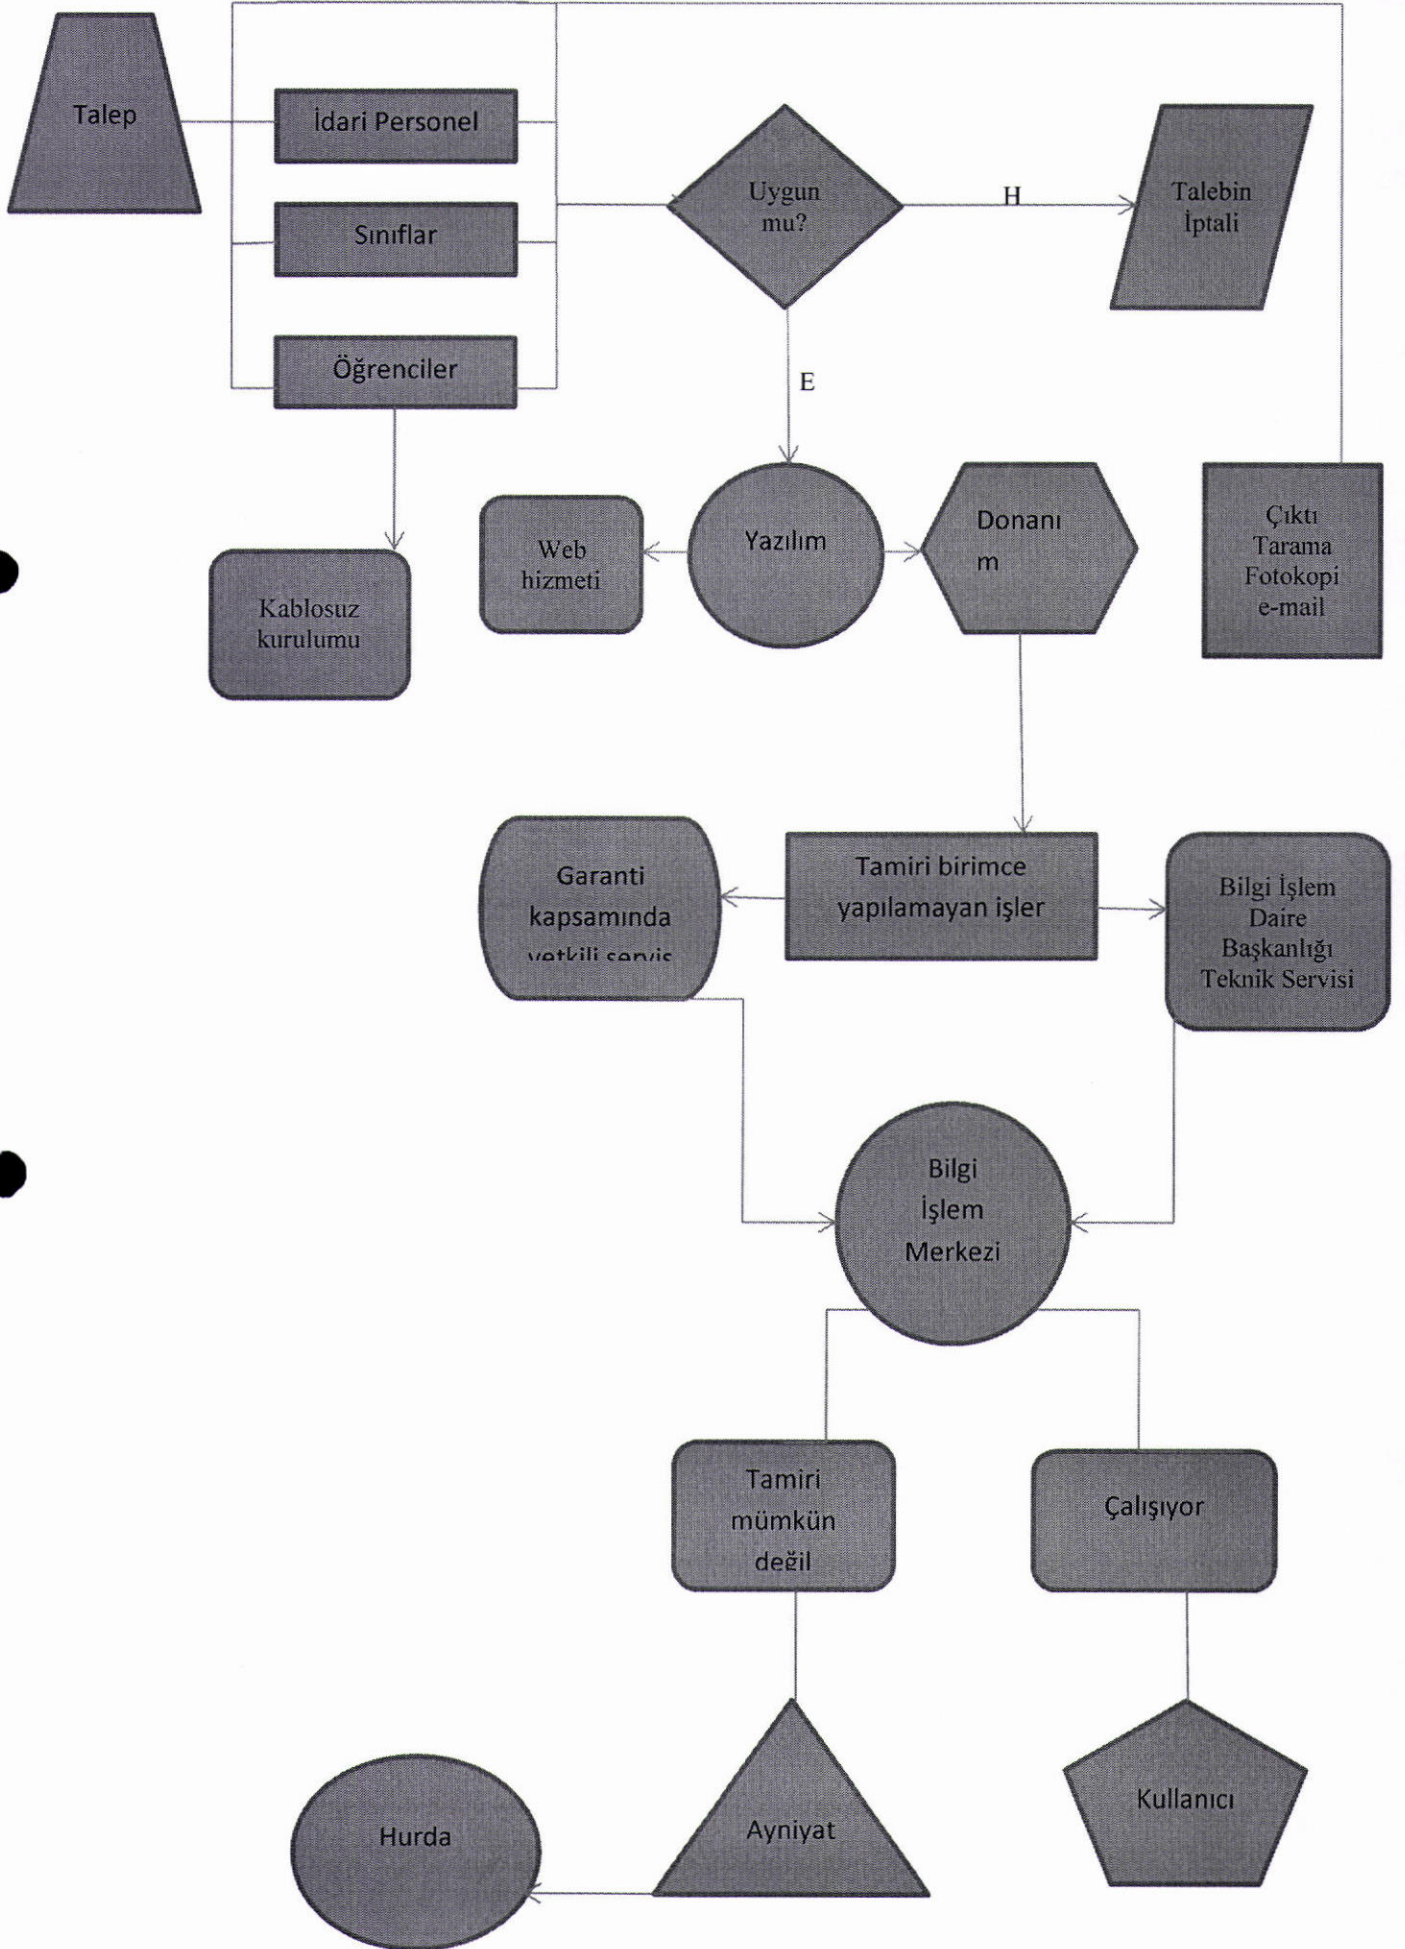 Talep
İdari Personel
Sınıflar
Öğrenciler
Uygun
mu?
H
Talebin
İptali
E
Kablosuz
kurulumu
Web
hizmeti
Yazılım
Donanı
m
Çıktı
Tarama
Fotokopi
e-mail
Garanti
kapsamında
yetkili servis
Tamiri birimce
yapılamayan işler
Bilgi İşlem
Daire
Başkanlığı
Teknik Servisi
Bilgi
İşlem
Merkezi
Tamiri
mümkün
değil
Çalışıyor
Hurda
Ayniyat
Kullanıcı